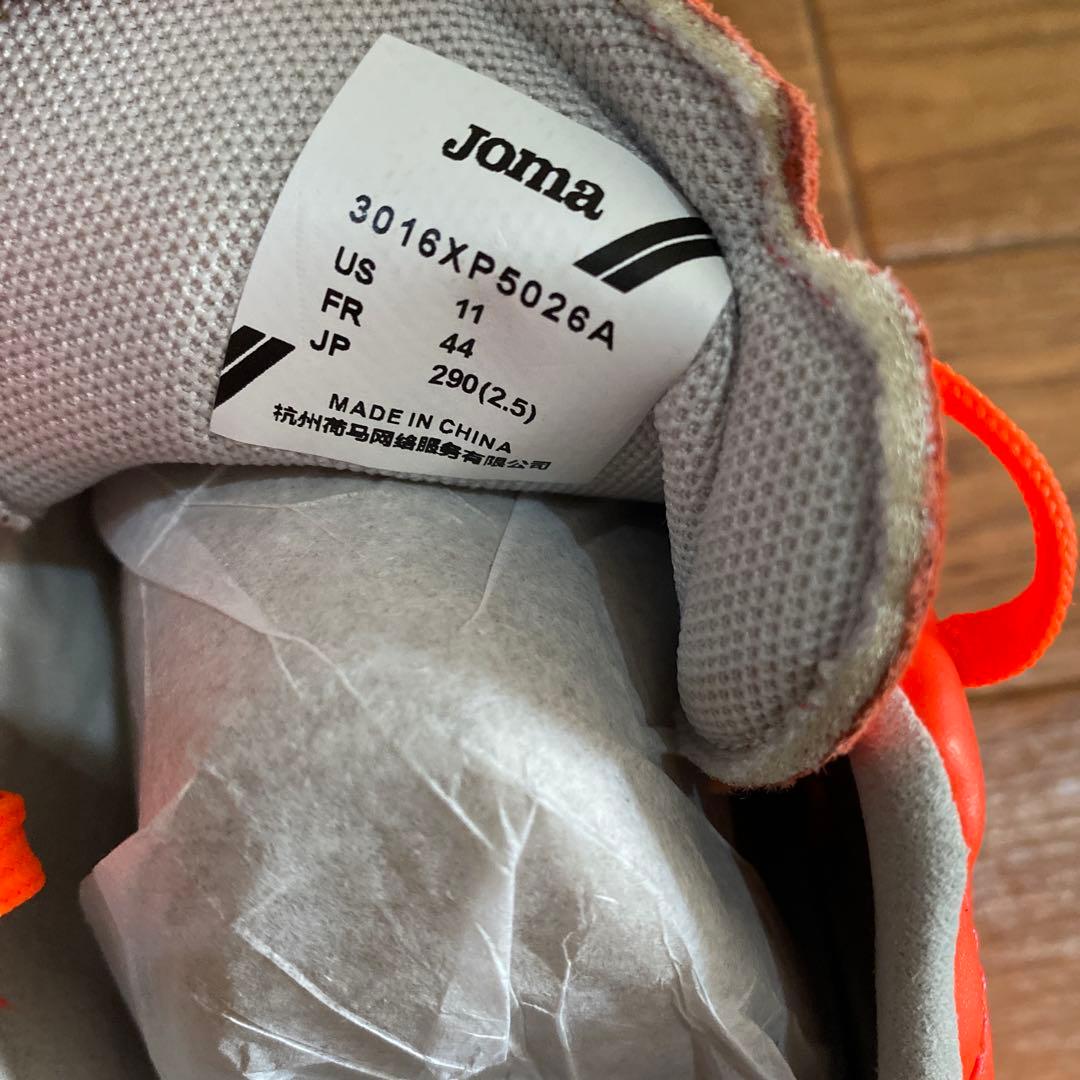 Joma
3016XP5026A
US 11
FR 44
JP 290(2.5)
MADE IN CHINA
杭州荷马网络服务有限公司